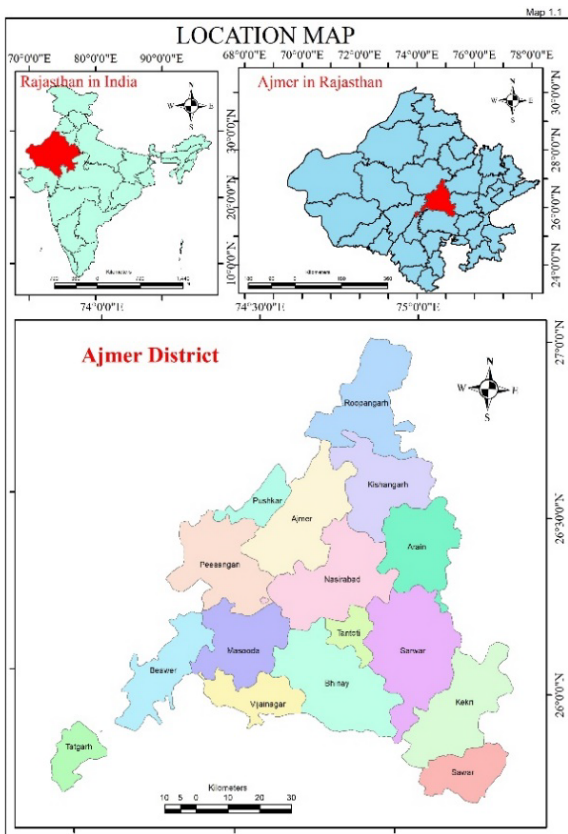 Map 1.1
LOCATION MAP
70°0'0"E 80°0'0"E 90°0'0"E
68°0'0"E 70°0'0"E 72°0'0"E 74°0'0"E 76°0'0"E 78°0'0"E
Rajasthan in India
N
W E
S
30°0'0"N
20°0'0"N
10°0'0"N
Kilometers
Ajmer in Rajasthan
N
W E
S
30°0'0"N
28°0'0"N
26°0'0"N
24°0'0"N
Kilometers
74°0'0"E 74°30'0"E 75°0'0"E
Ajmer District
N
W E
S
27°0'0"N
26°30'0"N
26°0'0"N
Roopangarh
Kishangarh
Pushkar
Ajmer
Arain
Peeasngan
Nasirabad
Tantoti
Masooda
Sarwar
Beawer
Bhinay
Vijainagar
Kekri
Tatgarh
Sawar
Kilometers
10 5 0 10 20 30